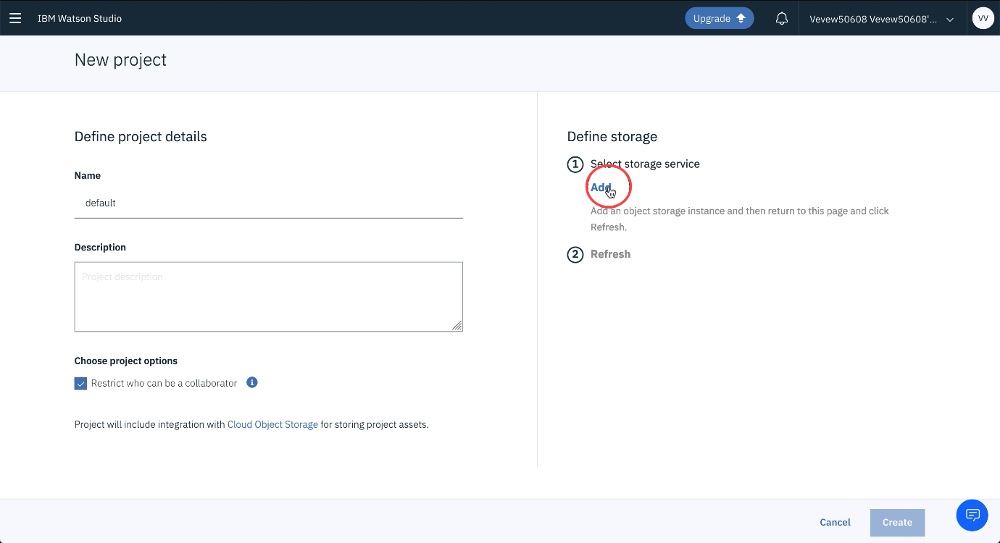 IBM Watson Studio
Upgrade
Vevew50608 Vevew50608'...
VV
New project
Define project details
Name
default
Description
Project description
Choose project options
Restrict who can be a collaborator
Project will include integration with Cloud Object Storage for storing project assets.
Define storage
1 Select storage service
Add
Add an object storage instance and then return to this page and click
Refresh.
2 Refresh
Cancel
Create